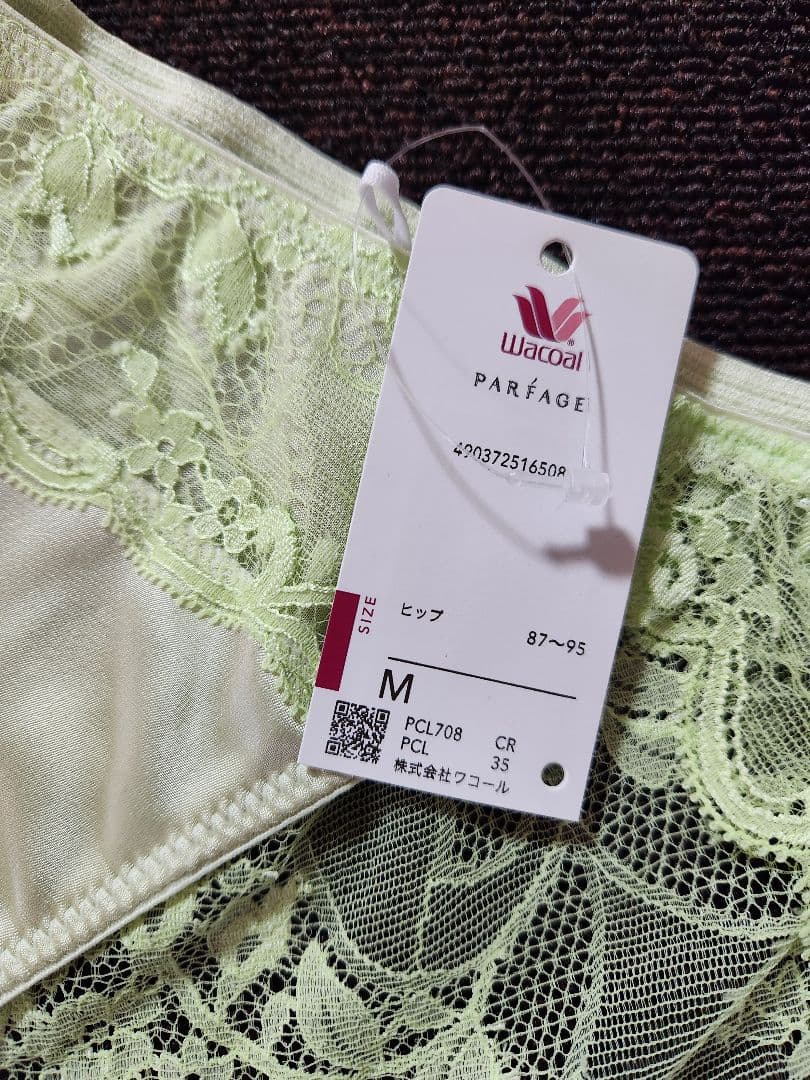 Wacoal
PARFAGE
490372516508
SIZE
ヒップ
87〜95
M
PCL708 CR
PCL 35
株式会社ワコール